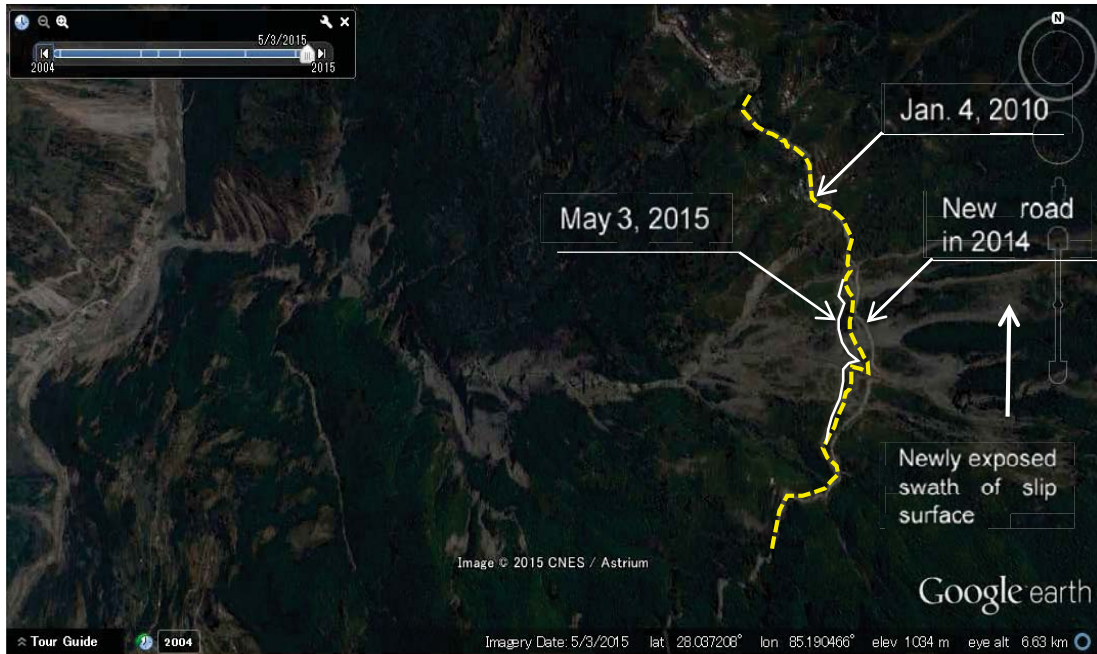 5/3/2015
2004
2015
N
Jan. 4, 2010
May 3, 2015
New road
in 2014
Newly exposed
swath of slip
surface
Image © 2015 CNES / Astrium
Google earth
Tour Guide
2004
Imagery Date: 5/3/2015 lat 28.037208° lon 85.190466° elev 1034 m eye alt 6.63 km